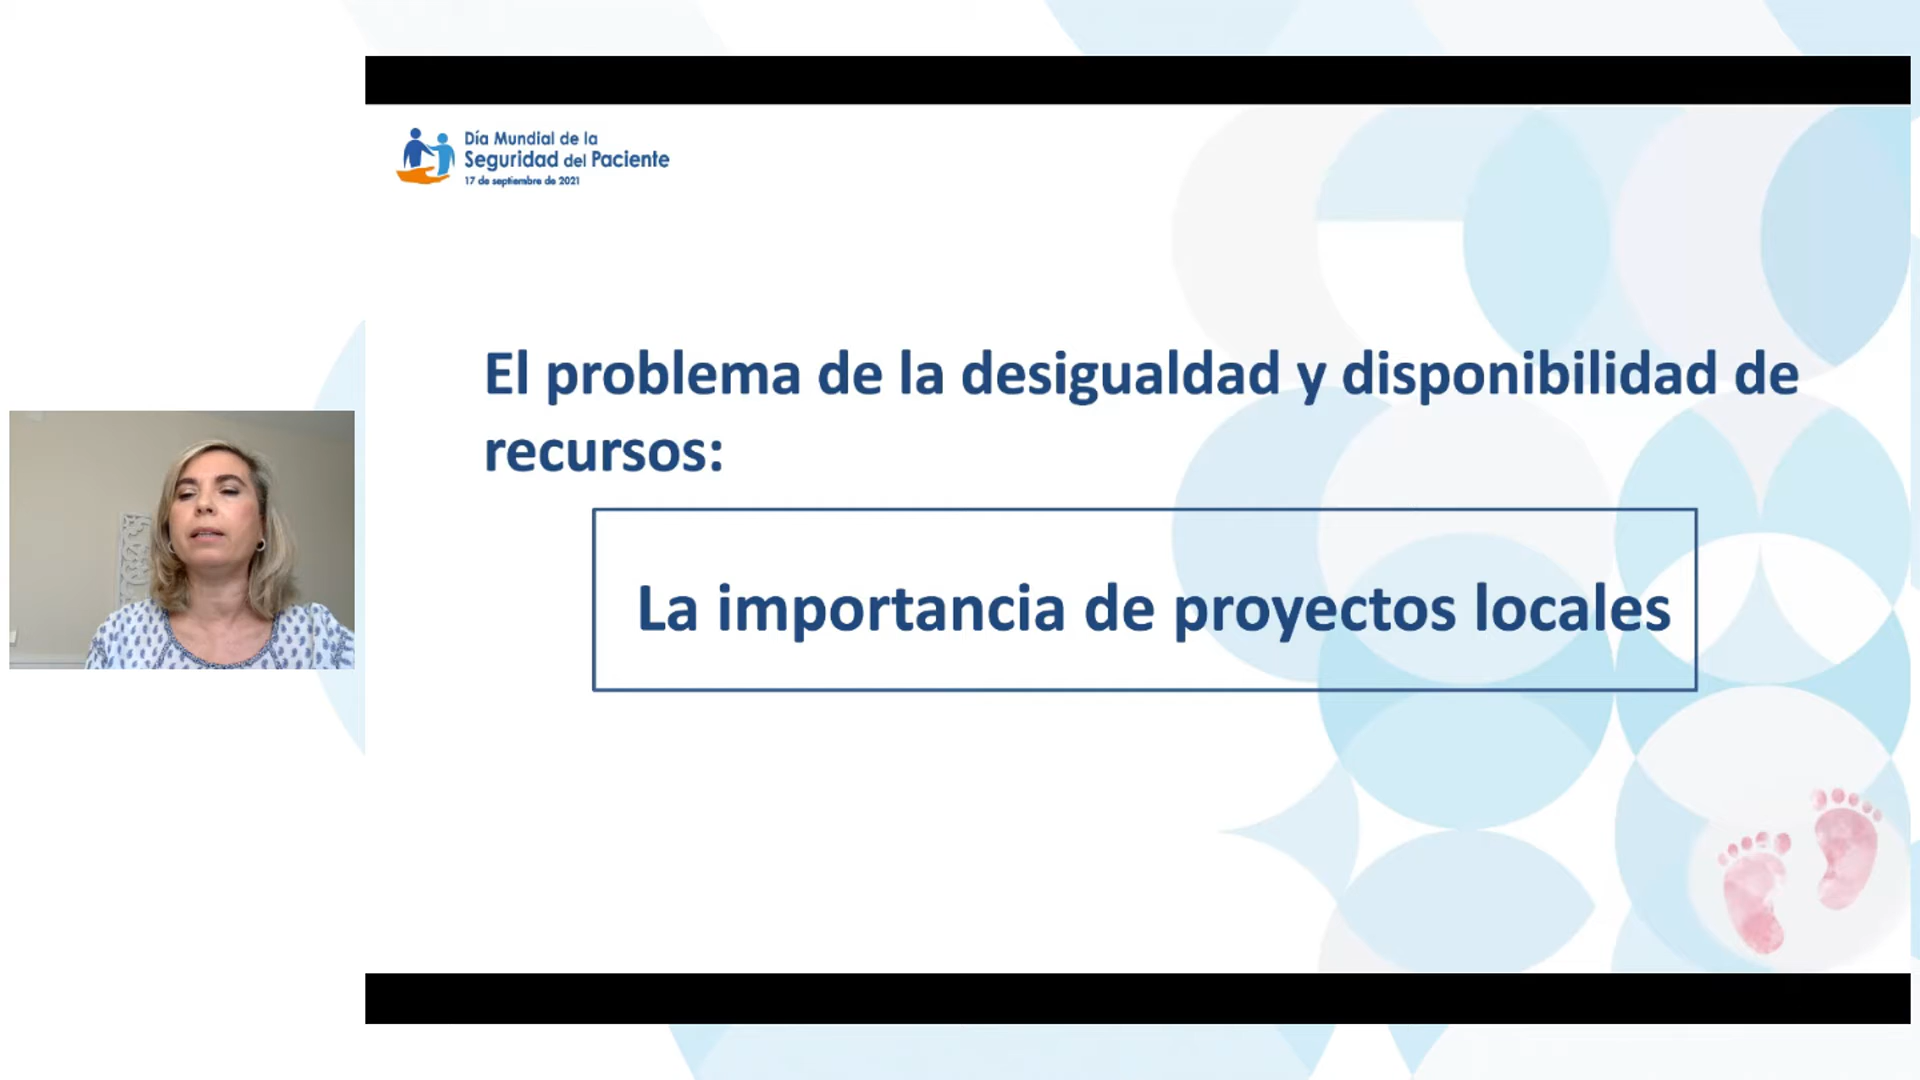 Día Mundial de la
Seguridad del Paciente
17 de septiembre de 2021
El problema de la desigualdad y disponibilidad de
recursos:
La importancia de proyectos locales